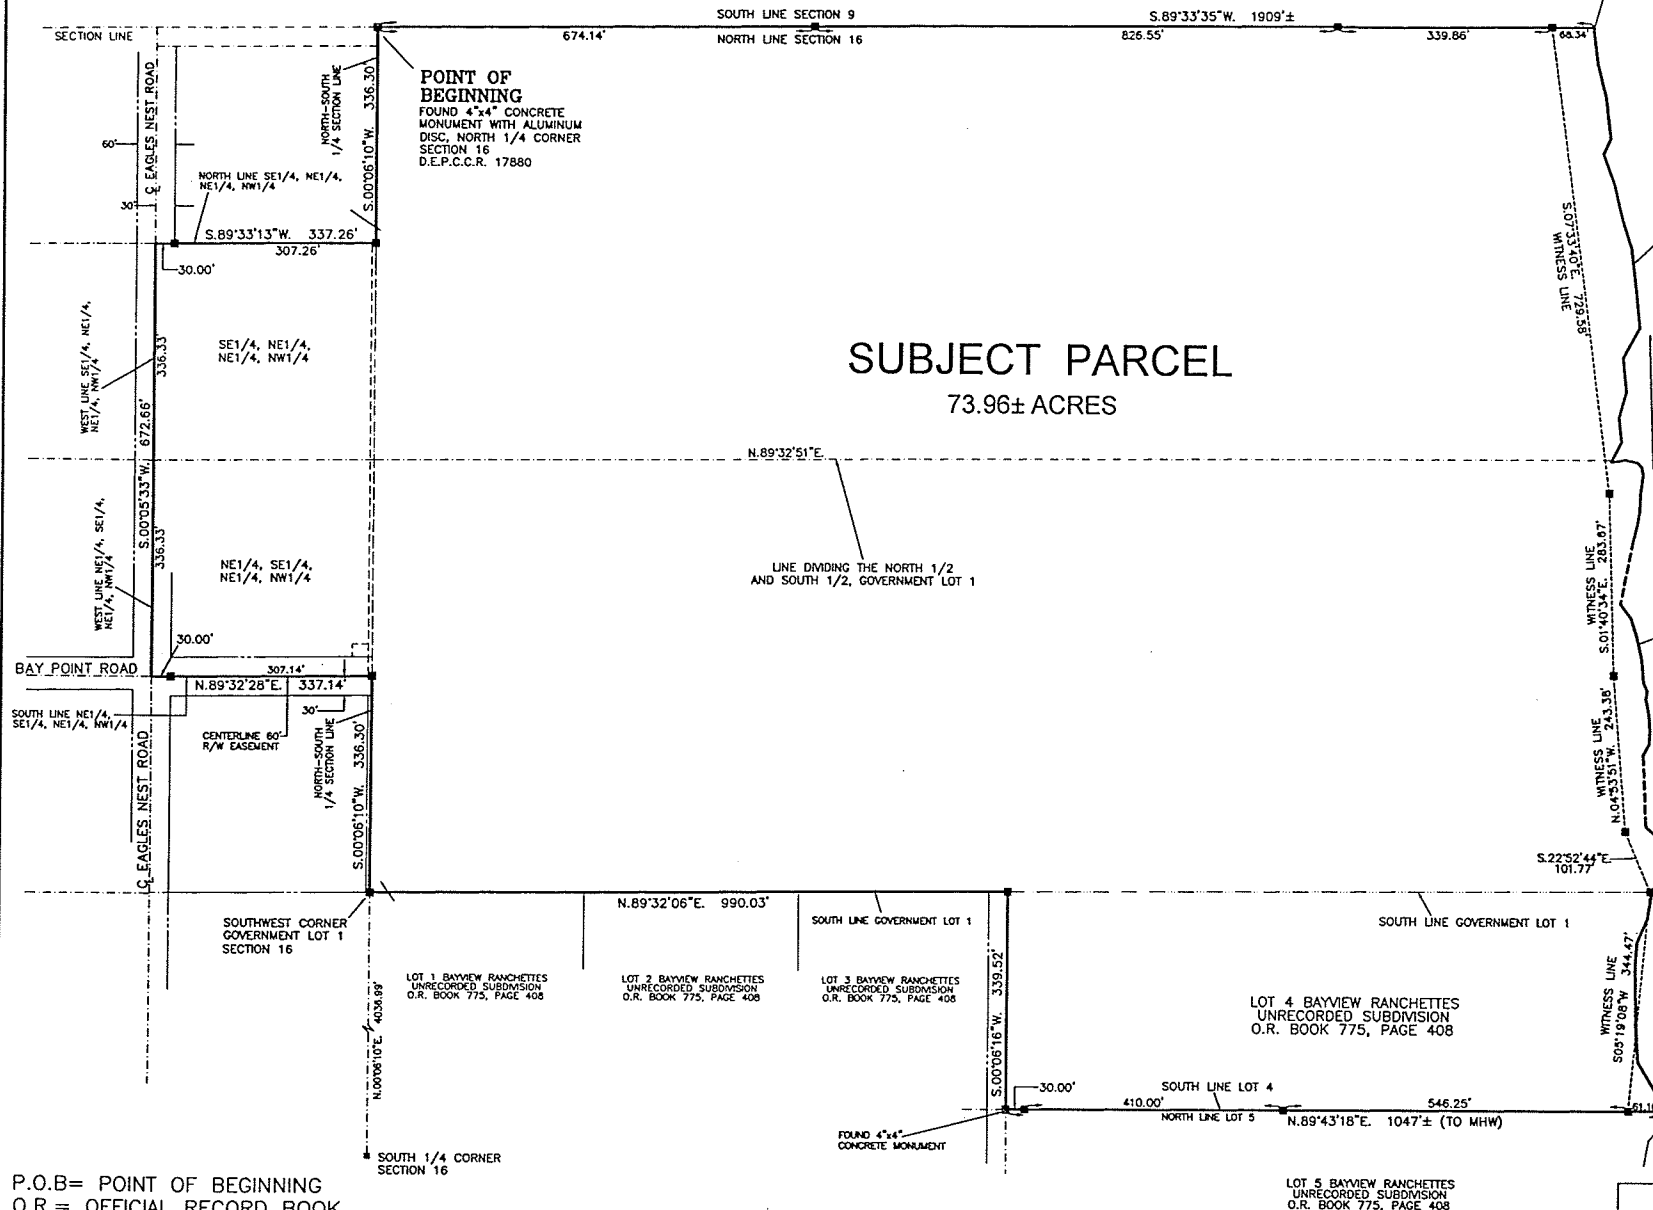 SOUTH LINE SECTION 9
S.89°33'35"W. 1909'±
SECTION LINE
674.14'
NORTH LINE SECTION 16
826.55'
339.86'
68.34'
POINT OF
BEGINNING
FOUND 4"x4" CONCRETE
MONUMENT WITH ALUMINUM
DISC, NORTH 1/4 CORNER
SECTION 16
D.E.P.C.C.R. 17880
NORTH-SOUTH
1/4 SECTION LINE
S.00°06'10"W. 336.30'
EAGLES NEST ROAD
60'
30'
NORTH LINE SE1/4, NE1/4,
NE1/4, NW1/4
S.89°33'13"W. 337.26'
307.26'
30.00'
S.07°33'40"E. 729.58'
WITNESS LINE
WEST LINE SE1/4, NE1/4,
NE1/4, NW1/4
336.33'
SE1/4, NE1/4,
NE1/4, NW1/4
SUBJECT PARCEL
73.96± ACRES
S.00°05'33"W. 672.66'
N.89°32'51"E.
WEST LINE NE1/4, SE1/4,
NE1/4, NW1/4
336.33'
NE1/4, SE1/4,
NE1/4, NW1/4
LINE DIVIDING THE NORTH 1/2
AND SOUTH 1/2, GOVERNMENT LOT 1
WITNESS LINE
S.01°40'34"E. 283.67'
30.00'
BAY POINT ROAD
307.14'
N.89°32'28"E. 337.14'
SOUTH LINE NE1/4,
SE1/4, NE1/4, NW1/4
30'
CENTERLINE 60'
R/W EASEMENT
NORTH-SOUTH
1/4 SECTION LINE
S.00°06'10"W. 336.30'
EAGLES NEST ROAD
WITNESS LINE
N.04°53'51"W. 243.38'
S.22°52'44"E.
101.77'
SOUTHWEST CORNER
GOVERNMENT LOT 1
SECTION 16
N.89°32'06"E. 990.03'
SOUTH LINE GOVERNMENT LOT 1
SOUTH LINE GOVERNMENT LOT 1
LOT 1 BAYVIEW RANCHETTES
UNRECORDED SUBDIVISION
O.R. BOOK 775, PAGE 408
LOT 2 BAYVIEW RANCHETTES
UNRECORDED SUBDIVISION
O.R. BOOK 775, PAGE 408
LOT 3 BAYVIEW RANCHETTES
UNRECORDED SUBDIVISION
O.R. BOOK 775, PAGE 408
S.00°06'16"W. 339.52'
LOT 4 BAYVIEW RANCHETTES
UNRECORDED SUBDIVISION
O.R. BOOK 775, PAGE 408
WITNESS LINE
S05°19'08"W 344.47'
N.00°06'10"E. 4036.99'
30.00'
SOUTH LINE LOT 4
410.00'
546.25'
NORTH LINE LOT 5
N.89°43'18"E. 1047'± (TO MHW)
FOUND 4"x4"
CONCRETE MONUMENT
SOUTH 1/4 CORNER
SECTION 16
P.O.B= POINT OF BEGINNING
O.R.= OFFICIAL RECORD BOOK
LOT 5 BAYVIEW RANCHETTES
UNRECORDED SUBDIVISION
O.R. BOOK 775, PAGE 408